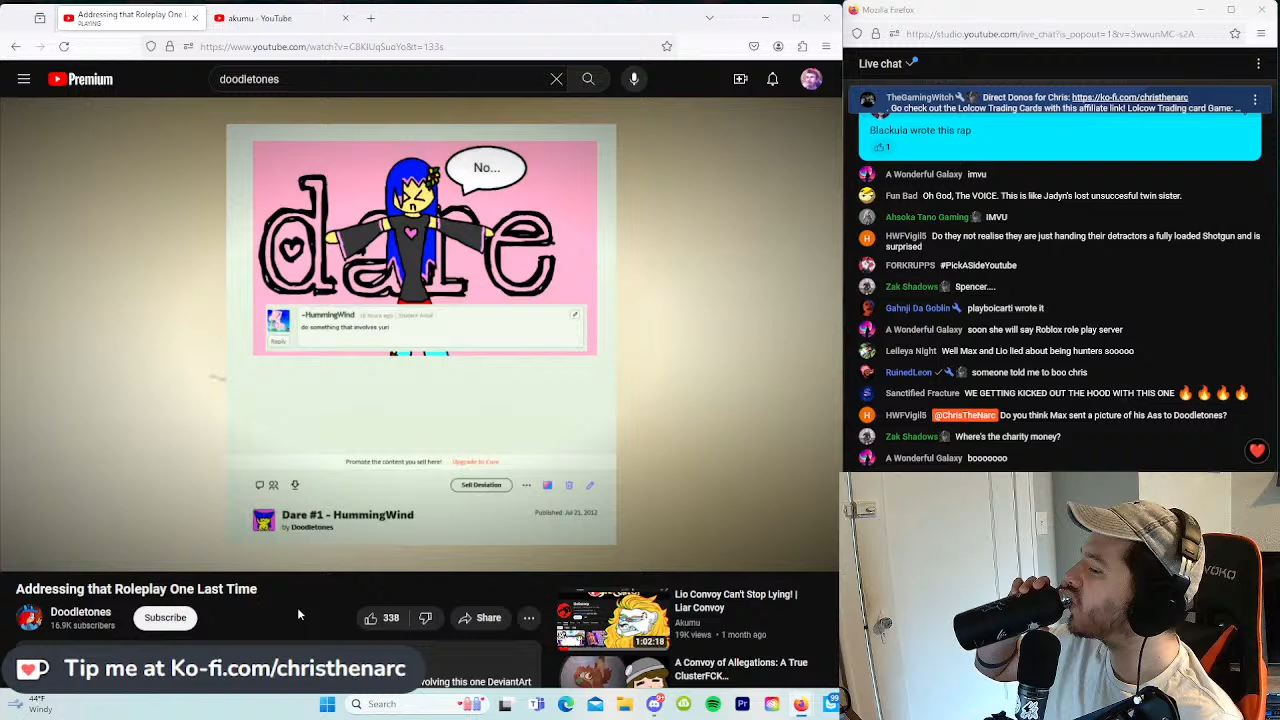 Addressing that Roleplay One L
PLAYING
akumu - YouTube
https://www.youtube.com/watch?v=C8KIUqSuoYo&t=133s
Premium
doodletones
No...
dare
~HummingWind 16 hours ago
do something that involves yuri
Reply
Promote the content you sell here! Upgrade to Core
Sell Deviation
Dare #1 - HummingWind
by Doodletones
Published: Jul 21, 2012
Addressing that Roleplay One Last Time
Doodletones
16.9K subscribers
Subscribe
338
Share
Lio Convoy Can't Stop Lying! |
Liar Convoy
Akumu
19K views • 1 month ago
1:02:18
A Convoy of Allegations: A True
ClusterFCK...
Tip me at Ko-fi.com/christhenarc
volving this one DeviantArt
44°F
Windy
Search
Mozilla Firefox
https://studio.youtube.com/live_chat?is_popout=1&v=3wwunMC-s2A
Live chat
TheGamingWitch Direct Donos for Chris: https://ko-fi.com/christhenarc
Go check out the Lolcow Trading Cards with this affiliate link! Lolcow Trading card Game: ...
Blackula wrote this rap
1
A Wonderful Galaxy imvu
Fun Bad Oh God, The VOICE. This is like Jadyn's lost unsuccesful twin sister.
Ahsoka Tano Gaming IMVU
HWFVigil5 Do they not realise they are just handing their detractors a fully loaded Shotgun and is
surprised
FORKRUPPS #PickASideYoutube
Zak Shadows Spencer....
Gahnji Da Goblin playboicarti wrote it
A Wonderful Galaxy soon she will say Roblox role play server
Lelleya Night Well Max and Lio lied about being hunters sooooo
RuinedLeon someone told me to boo chris
Sanctified Fracture WE GETTING KICKED OUT THE HOOD WITH THIS ONE 🔥🔥🔥🔥
HWFVigil5 @ChrisTheNarc Do you think Max sent a picture of his Ass to Doodletones?
Zak Shadows Where's the charity money?
A Wonderful Galaxy booooooo
YOKO